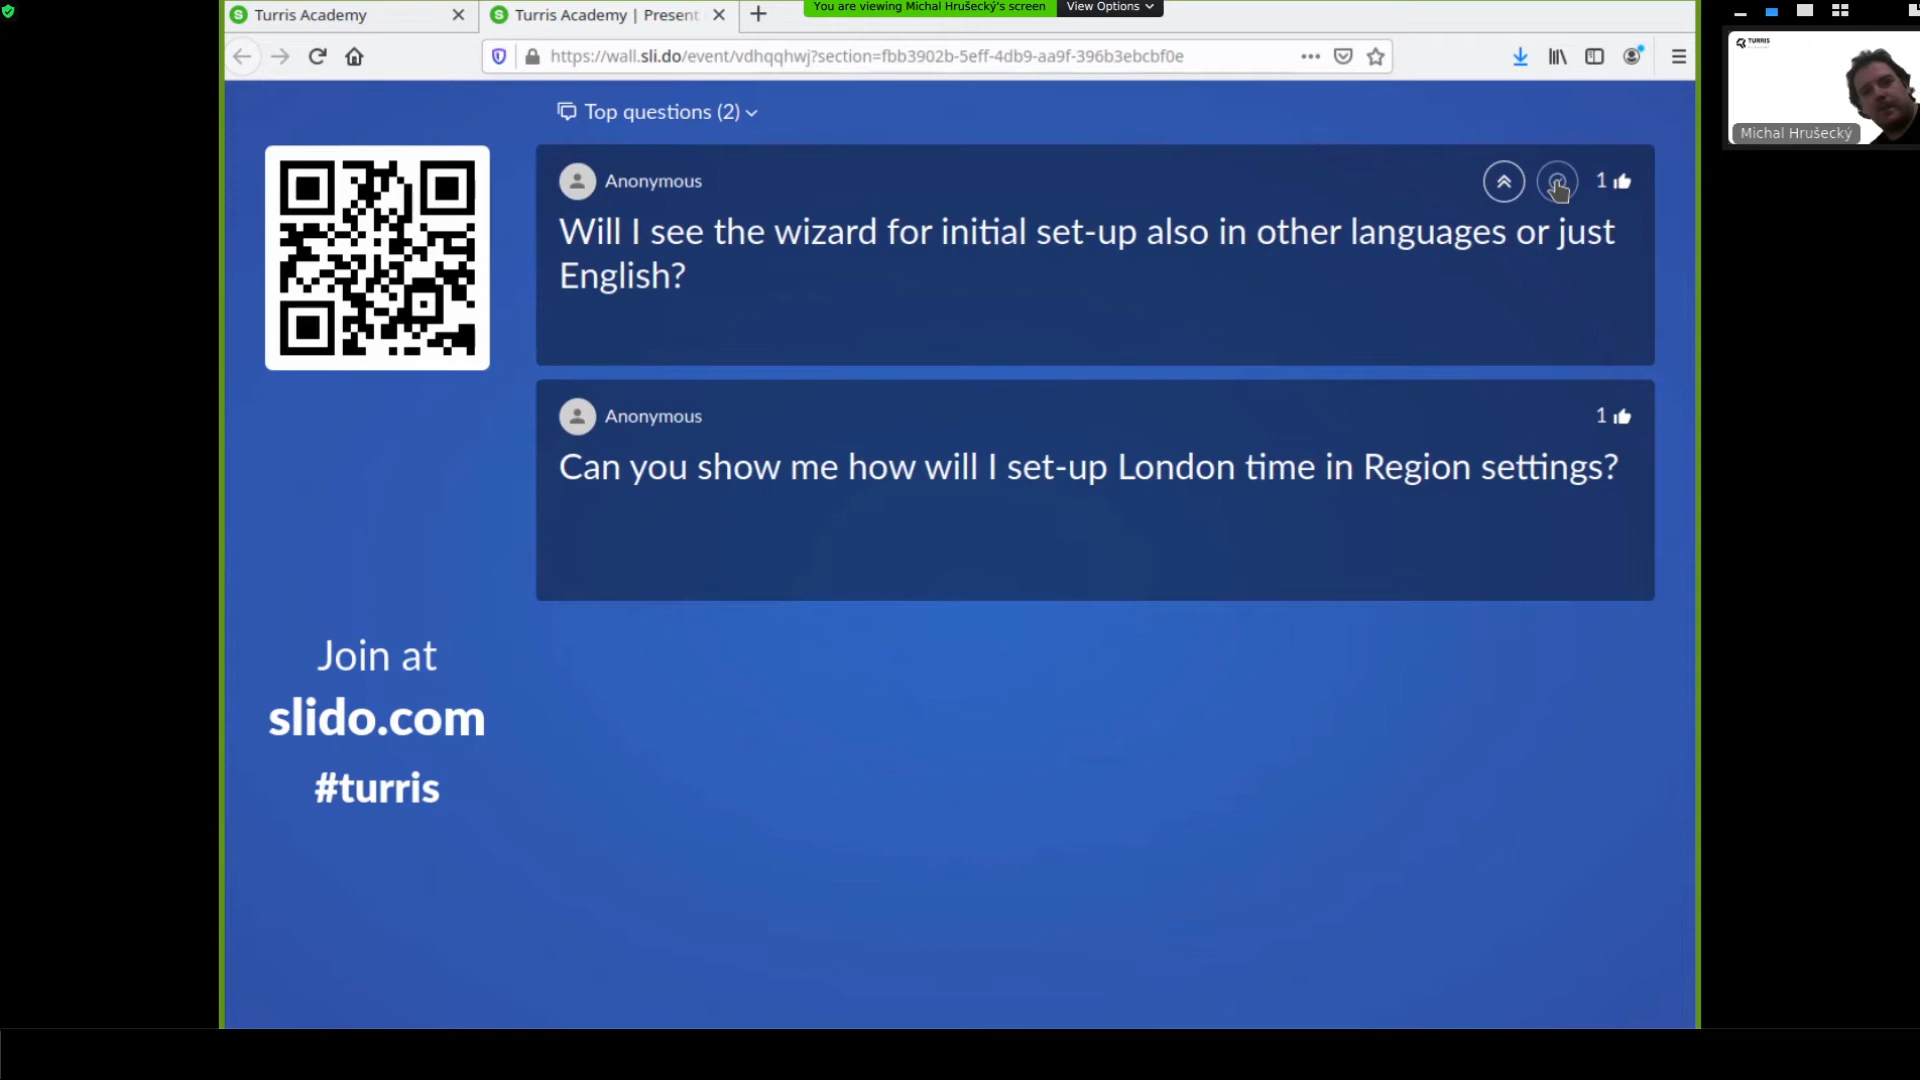 You are viewing Michal Hrušecký's screen
View Options
Turris Academy
Turris Academy | Present
https://wall.sli.do/event/vdhqqhwj?section=fbb3902b-5eff-4db9-aa9f-396b3ebcbf0e
TURRIS
Michal Hrušecký
Top questions (2)
Anonymous
1
Will I see the wizard for initial set-up also in other languages or just
English?
Anonymous
1
Can you show me how will I set-up London time in Region settings?
Join at
slido.com
#turris